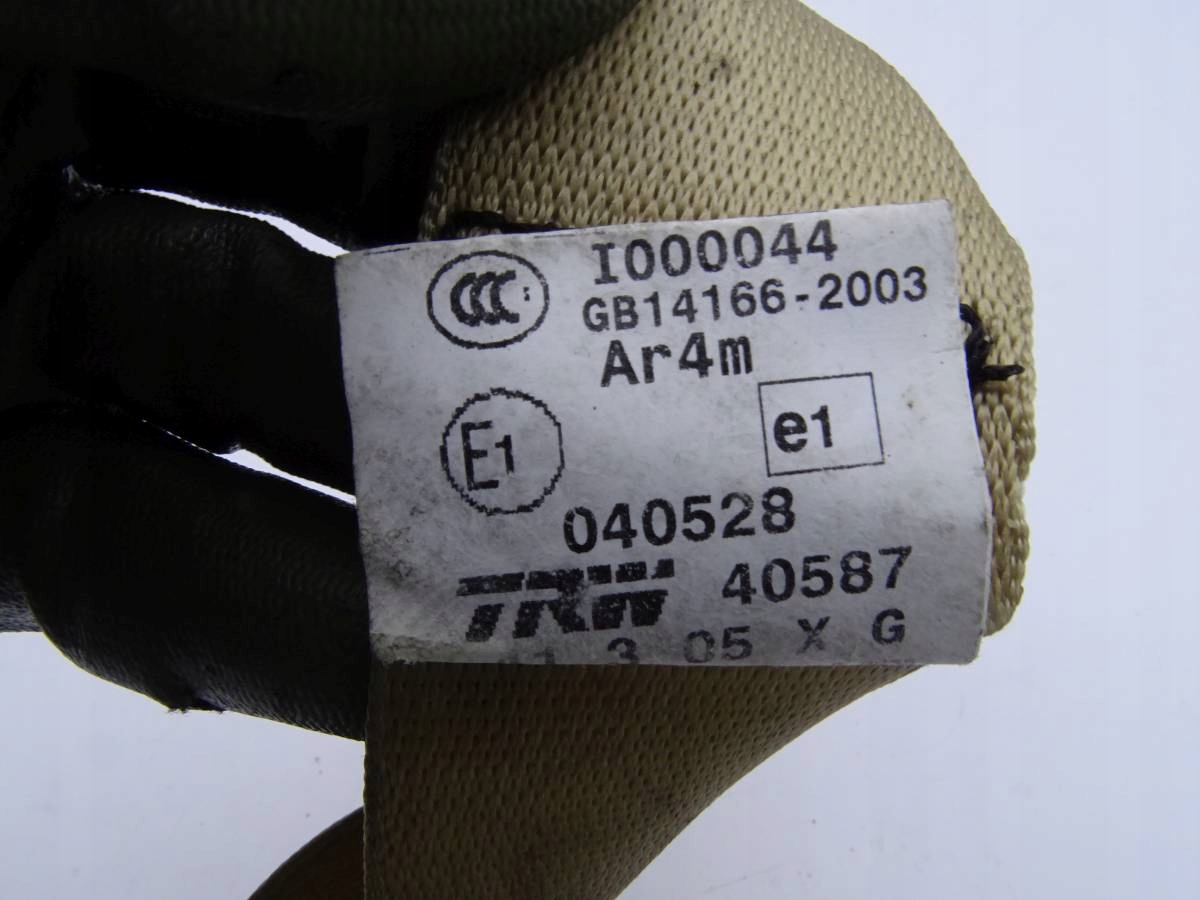 CCC I000044
GB14166-2003
Ar4m
E1 e1
040528
TRW 40587
3 05 X G